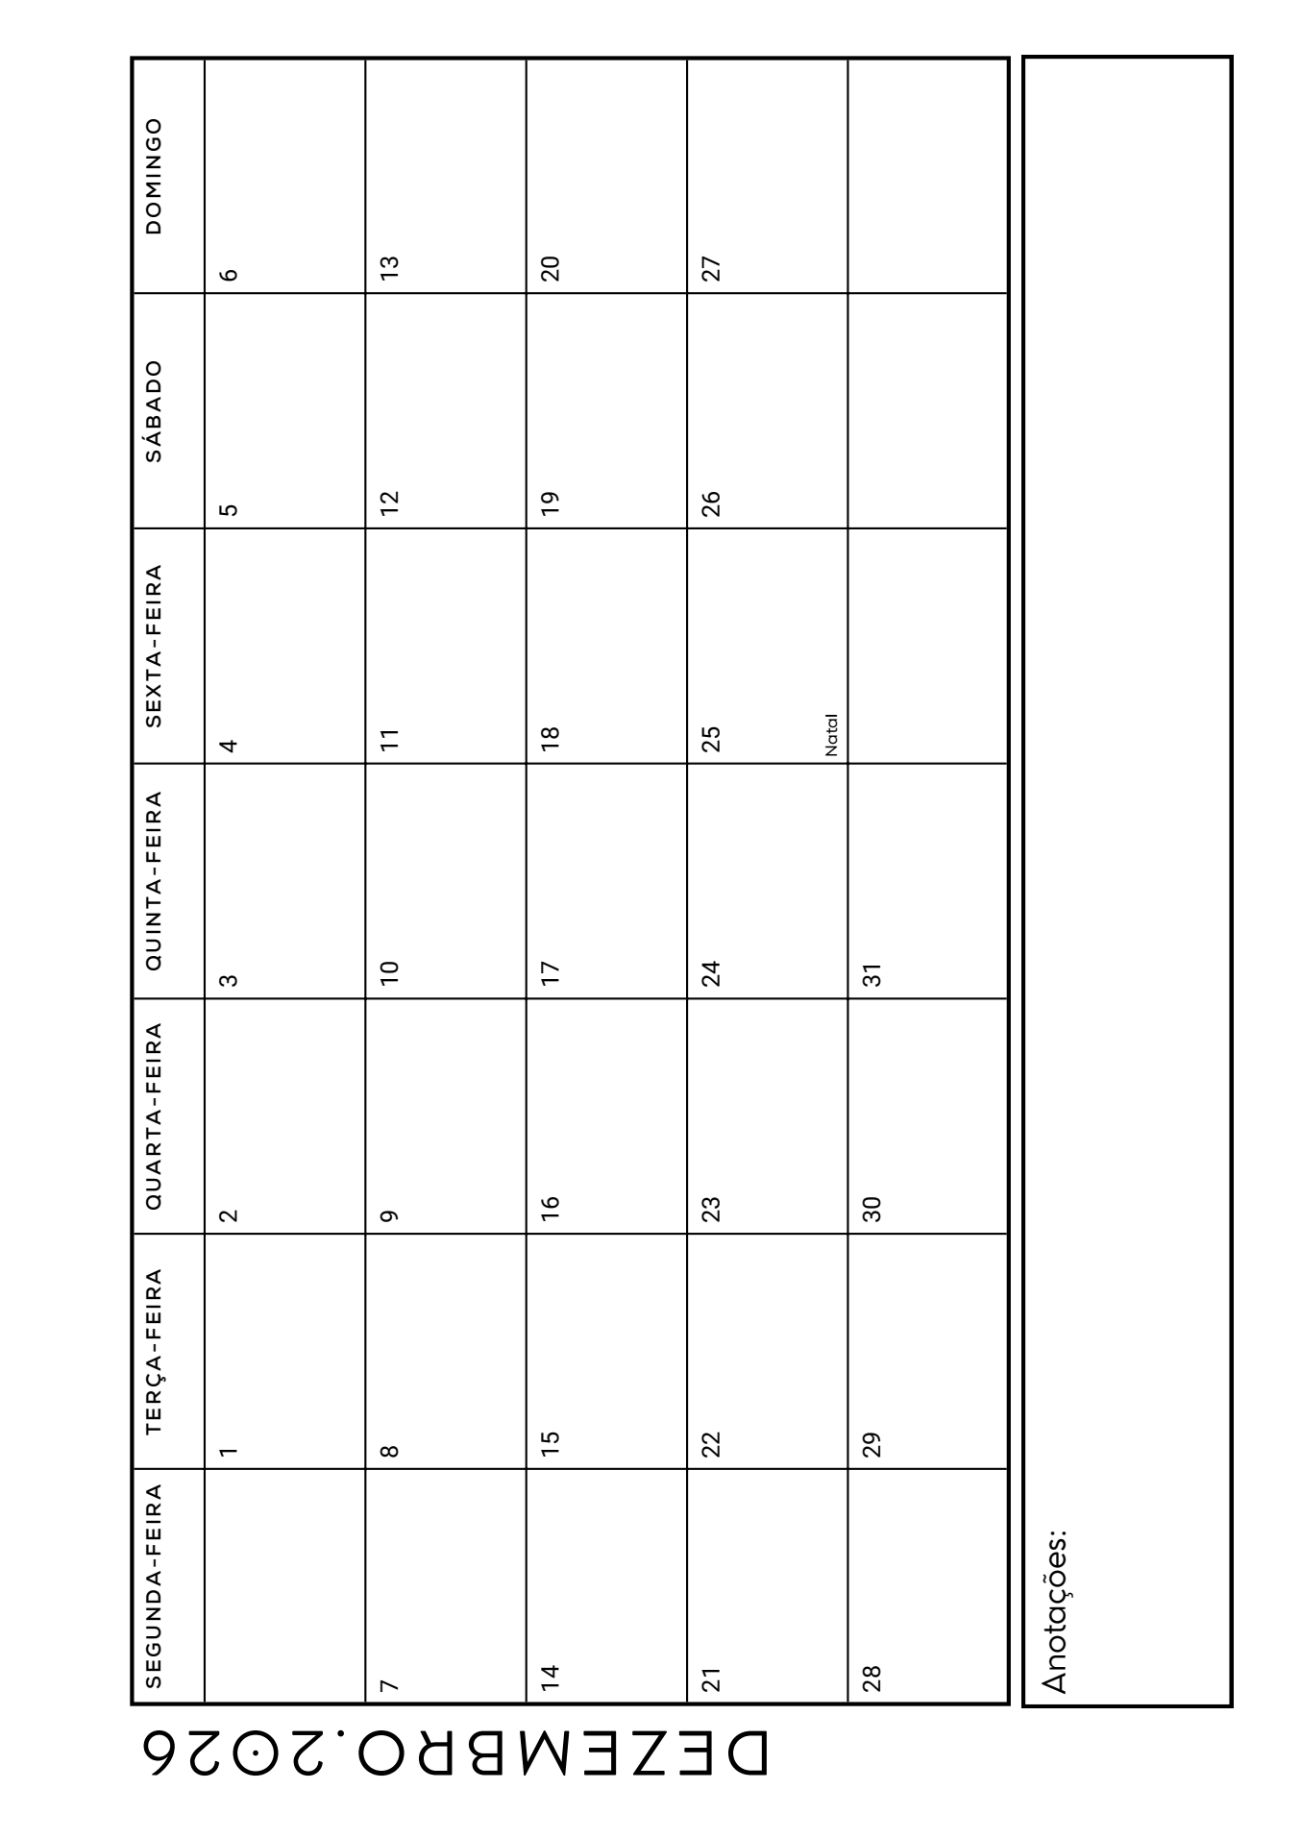 DEZEMBRO.2026
SEGUNDA-FEIRA TERÇA-FEIRA QUARTA-FEIRA QUINTA-FEIRA SEXTA-FEIRA SÁBADO DOMINGO
1 2 3 4 5 6
7 8 9 10 11 12 13
14 15 16 17 18 19 20
21 22 23 24 25 26 27
Natal
28 29 30 31
Anotações: